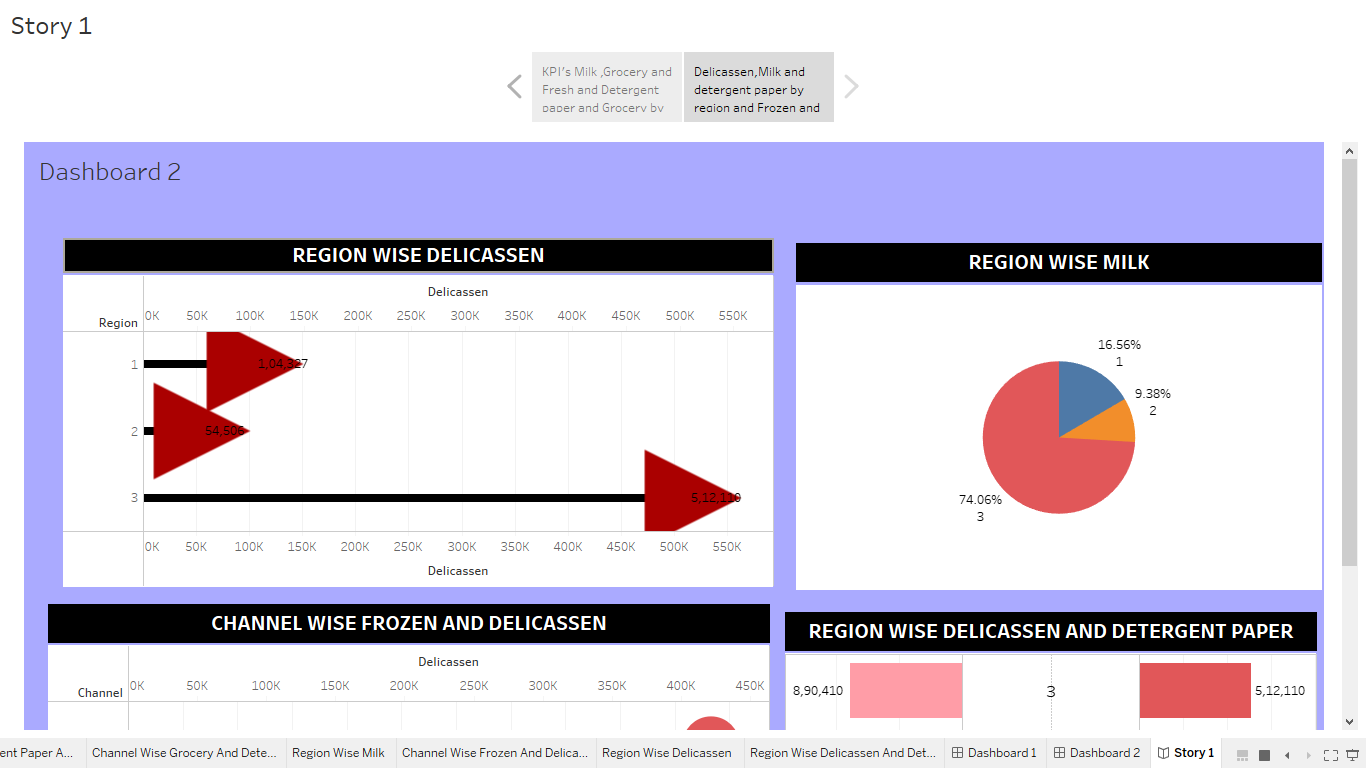 Story 1
KPI's Milk ,Grocery and
Fresh and Detergent
paper and Grocery by
Delicassen,Milk and
detergent paper by
region and Frozen and
Dashboard 2
REGION WISE DELICASSEN
Delicassen
Region
0K 50K 100K 150K 200K 250K 300K 350K 400K 450K 500K 550K
1
1,04,327
2
54,506
3
5,12,110
0K 50K 100K 150K 200K 250K 300K 350K 400K 450K 500K 550K
Delicassen
REGION WISE MILK
16.56%
1
9.38%
2
74.06%
3
CHANNEL WISE FROZEN AND DELICASSEN
Delicassen
Channel
0K 50K 100K 150K 200K 250K 300K 350K 400K 450K
REGION WISE DELICASSEN AND DETERGENT PAPER
8,90,410 3 5,12,110
ent Paper A... Channel Wise Grocery And Dete... Region Wise Milk Channel Wise Frozen And Delica... Region Wise Delicassen Region Wise Delicassen And Det... Dashboard 1 Dashboard 2 Story 1